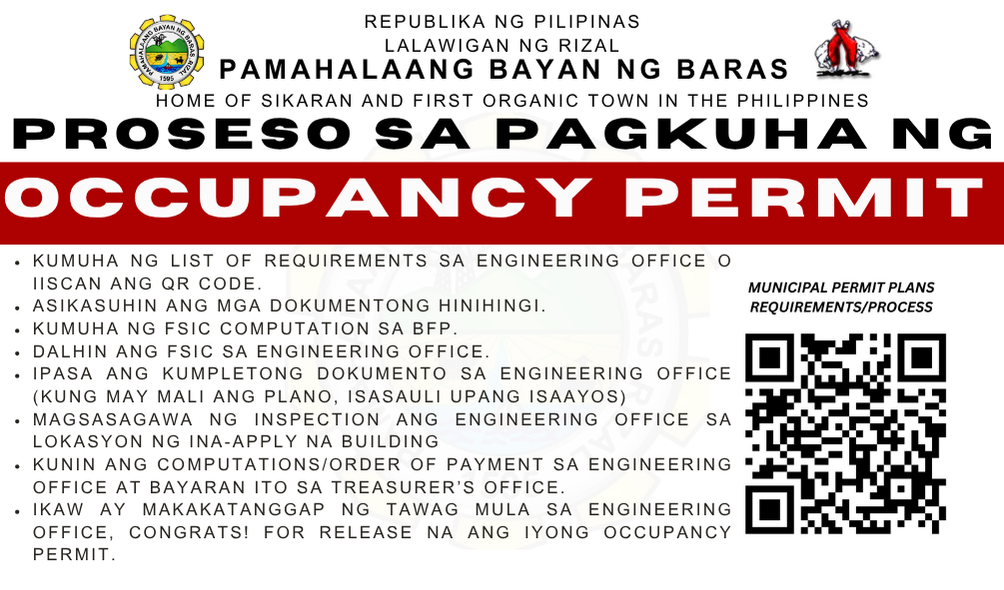 REPUBLIKA NG PILIPINAS
LALAWIGAN NG RIZAL
PAMAHALAANG BAYAN NG BARAS
HOME OF SIKARAN AND FIRST ORGANIC TOWN IN THE PHILIPPINES
PAMAHALAANG BAYAN NG BARAS RIZAL
1595
PROSESO SA PAGKUHA NG
OCCUPANCY PERMIT
• KUMUHA NG LIST OF REQUIREMENTS SA ENGINEERING OFFICE O
IISCAN ANG QR CODE.
• ASIKASUHIN ANG MGA DOKUMENTONG HINIHINGI.
• KUMUHA NG FSIC COMPUTATION SA BFP.
• DALHIN ANG FSIC SA ENGINEERING OFFICE.
• IPASA ANG KUMPLETONG DOKUMENTO SA ENGINEERING OFFICE
(KUNG MAY MALI ANG PLANO, ISASAULI UPANG ISAAYOS)
• MAGSASAGAWA NG INSPECTION ANG ENGINEERING OFFICE SA
LOKASYON NG INA-APPLY NA BUILDING
• KUNIN ANG COMPUTATIONS/ORDER OF PAYMENT SA ENGINEERING
OFFICE AT BAYARAN ITO SA TREASURER'S OFFICE.
• IKAW AY MAKAKATANGGAP NG TAWAG MULA SA ENGINEERING
OFFICE, CONGRATS! FOR RELEASE NA ANG IYONG OCCUPANCY
PERMIT.
MUNICIPAL PERMIT PLANS
REQUIREMENTS/PROCESS